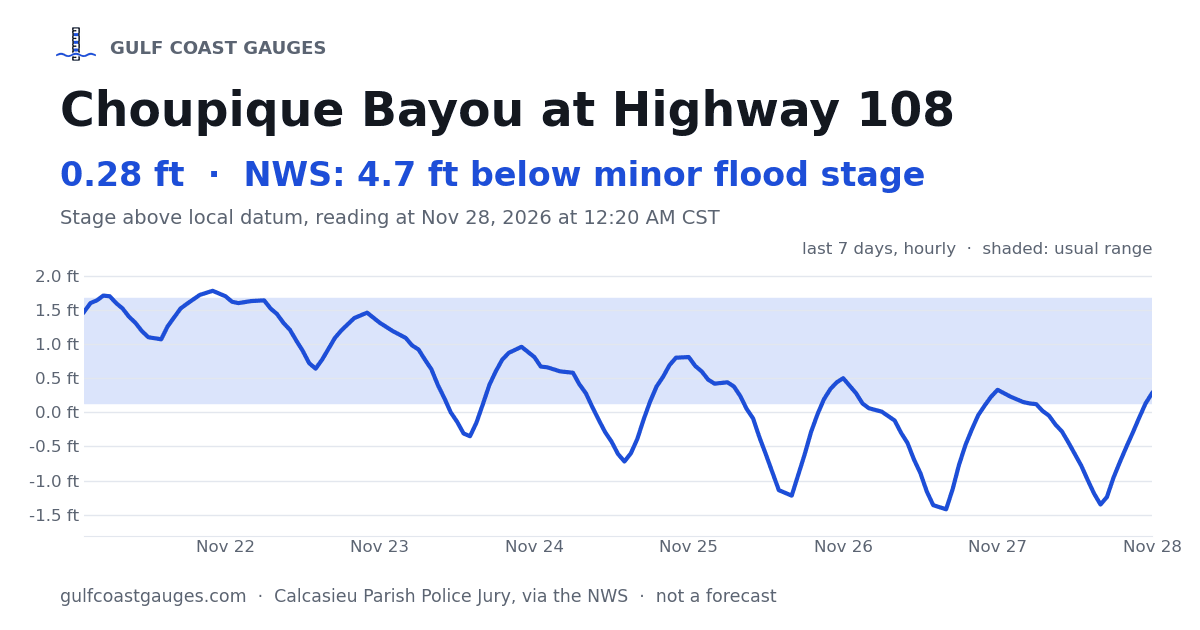 GULF COAST GAUGES
Choupique Bayou at Highway 108
0.28 ft · NWS: 4.7 ft below minor flood stage
Stage above local datum, reading at Nov 28, 2026 at 12:20 AM CST
last 7 days, hourly · shaded: usual range
2.0 ft
1.5 ft
1.0 ft
0.5 ft
0.0 ft
-0.5 ft
-1.0 ft
-1.5 ft
Nov 22 Nov 23 Nov 24 Nov 25 Nov 26 Nov 27 Nov 28
gulfcoastgauges.com · Calcasieu Parish Police Jury, via the NWS · not a forecast